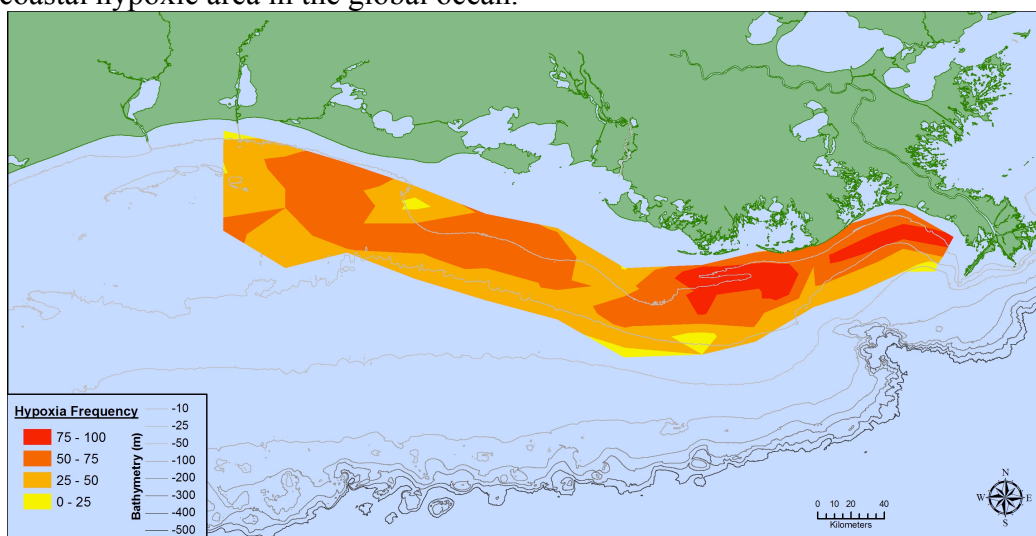 coastal hypoxic area in the global ocean.
Hypoxia Frequency
75 - 100
50 - 75
25 - 50
0 - 25
Bathymetry (m)
-10
-25
-50
-100
-200
-300
-400
-500
0 10 20 40
Kilometers
N
W E
S